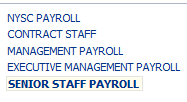 NYSC PAYROLL
CONTRACT STAFF
MANAGEMENT PAYROLL
EXECUTIVE MANAGEMENT PAYROLL
SENIOR STAFF PAYROLL